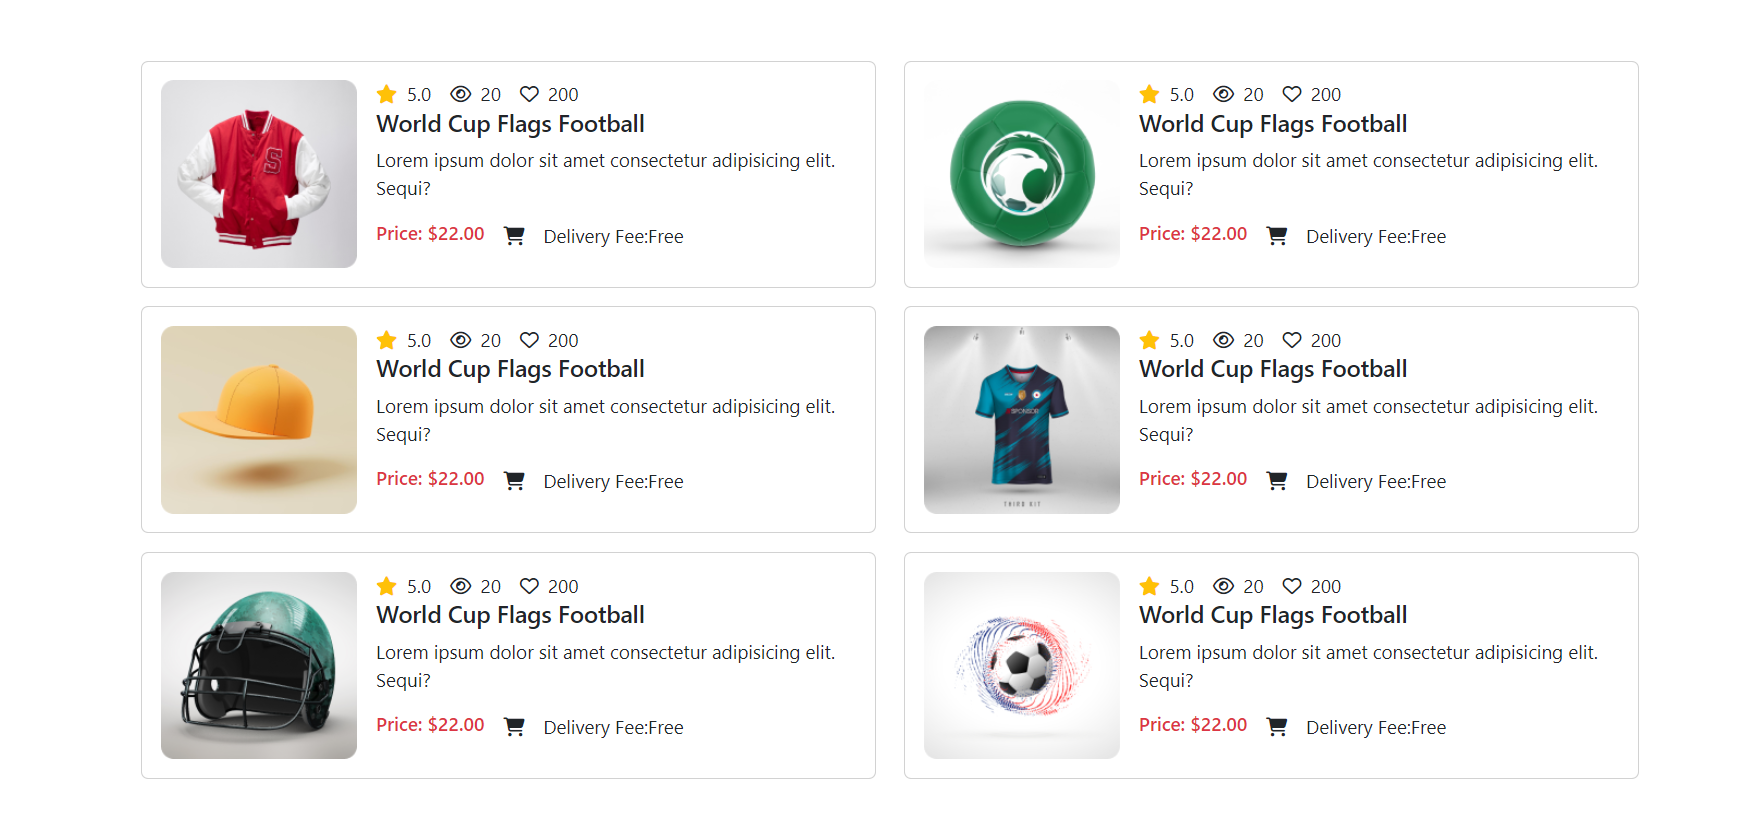 5.0 20 200
World Cup Flags Football
Lorem ipsum dolor sit amet consectetur adipisicing elit.
Sequi?
Price: $22.00 Delivery Fee:Free
S
5.0 20 200
World Cup Flags Football
Lorem ipsum dolor sit amet consectetur adipisicing elit.
Sequi?
Price: $22.00 Delivery Fee:Free
5.0 20 200
World Cup Flags Football
Lorem ipsum dolor sit amet consectetur adipisicing elit.
Sequi?
Price: $22.00 Delivery Fee:Free
SPONSOR
THIRD KIT
5.0 20 200
World Cup Flags Football
Lorem ipsum dolor sit amet consectetur adipisicing elit.
Sequi?
Price: $22.00 Delivery Fee:Free
5.0 20 200
World Cup Flags Football
Lorem ipsum dolor sit amet consectetur adipisicing elit.
Sequi?
Price: $22.00 Delivery Fee:Free
5.0 20 200
World Cup Flags Football
Lorem ipsum dolor sit amet consectetur adipisicing elit.
Sequi?
Price: $22.00 Delivery Fee:Free